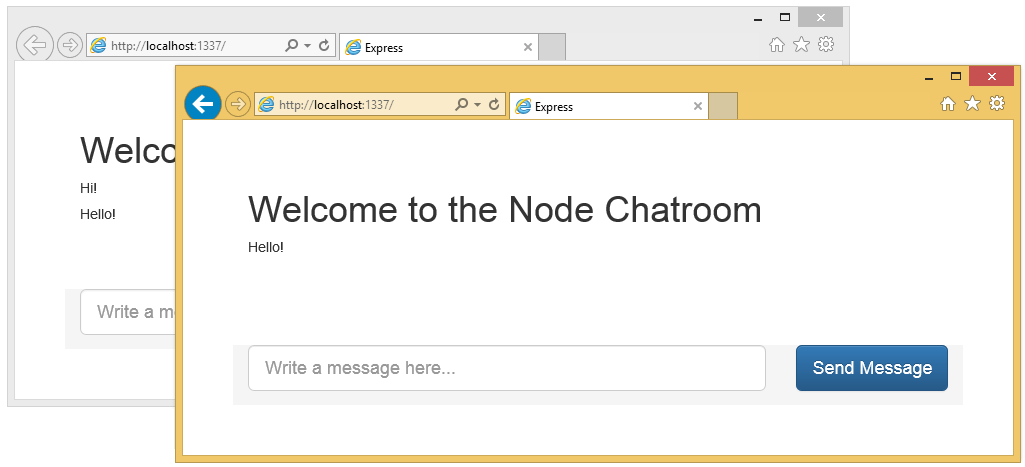 http://localhost:1337/
Express
Welco
Hi!
Hello!
Write a m
http://localhost:1337/
Express
Welcome to the Node Chatroom
Hello!
Write a message here...
Send Message